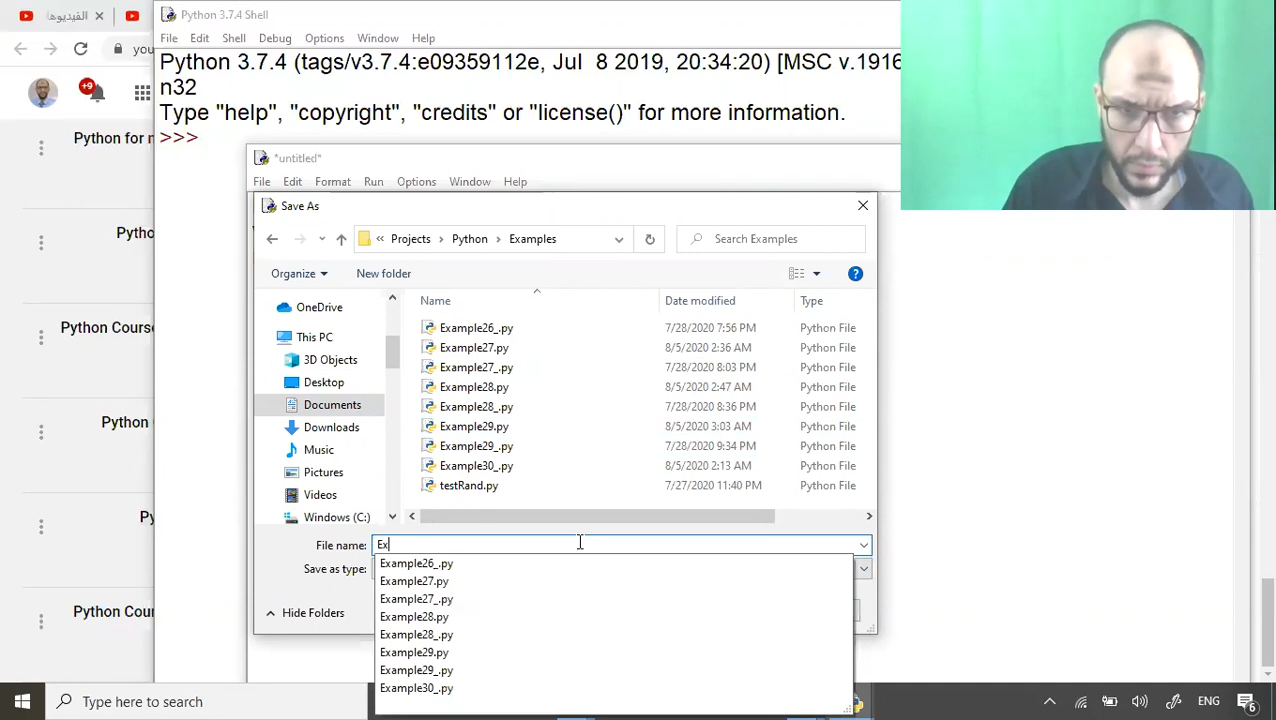 الفيديوها
Python 3.7.4 Shell
you
File Edit Shell Debug Options Window Help
Python 3.7.4 (tags/v3.7.4:e09359112e, Jul 8 2019, 20:34:20) [MSC v.1916
n32
Type "help", "copyright", "credits" or "license()" for more information.
>>>
+9
Python for
Pytho
Python Course
Python
Py
Python Cour
*untitled*
File Edit Format Run Options Window Help
Save As
« Projects Python Examples
Search Examples
Organize New folder
OneDrive
This PC
3D Objects
Desktop
Documents
Downloads
Music
Pictures
Videos
Windows (C:)
Name Date modified Type
Example26_.py 7/28/2020 7:56 PM Python File
Example27.py 8/5/2020 2:36 AM Python File
Example27_.py 7/28/2020 8:03 PM Python File
Example28.py 8/5/2020 2:47 AM Python File
Example28_.py 7/28/2020 8:36 PM Python File
Example29.py 8/5/2020 3:03 AM Python File
Example29_.py 7/28/2020 9:34 PM Python File
Example30_.py 8/5/2020 2:13 AM Python File
testRand.py 7/27/2020 11:40 PM Python File
File name: Ex
Save as type:
Example26_.py
Example27.py
Example27_.py
Example28.py
Example28_.py
Example29.py
Example29_.py
Example30_.py
Hide Folders
Type here to search
ENG
6